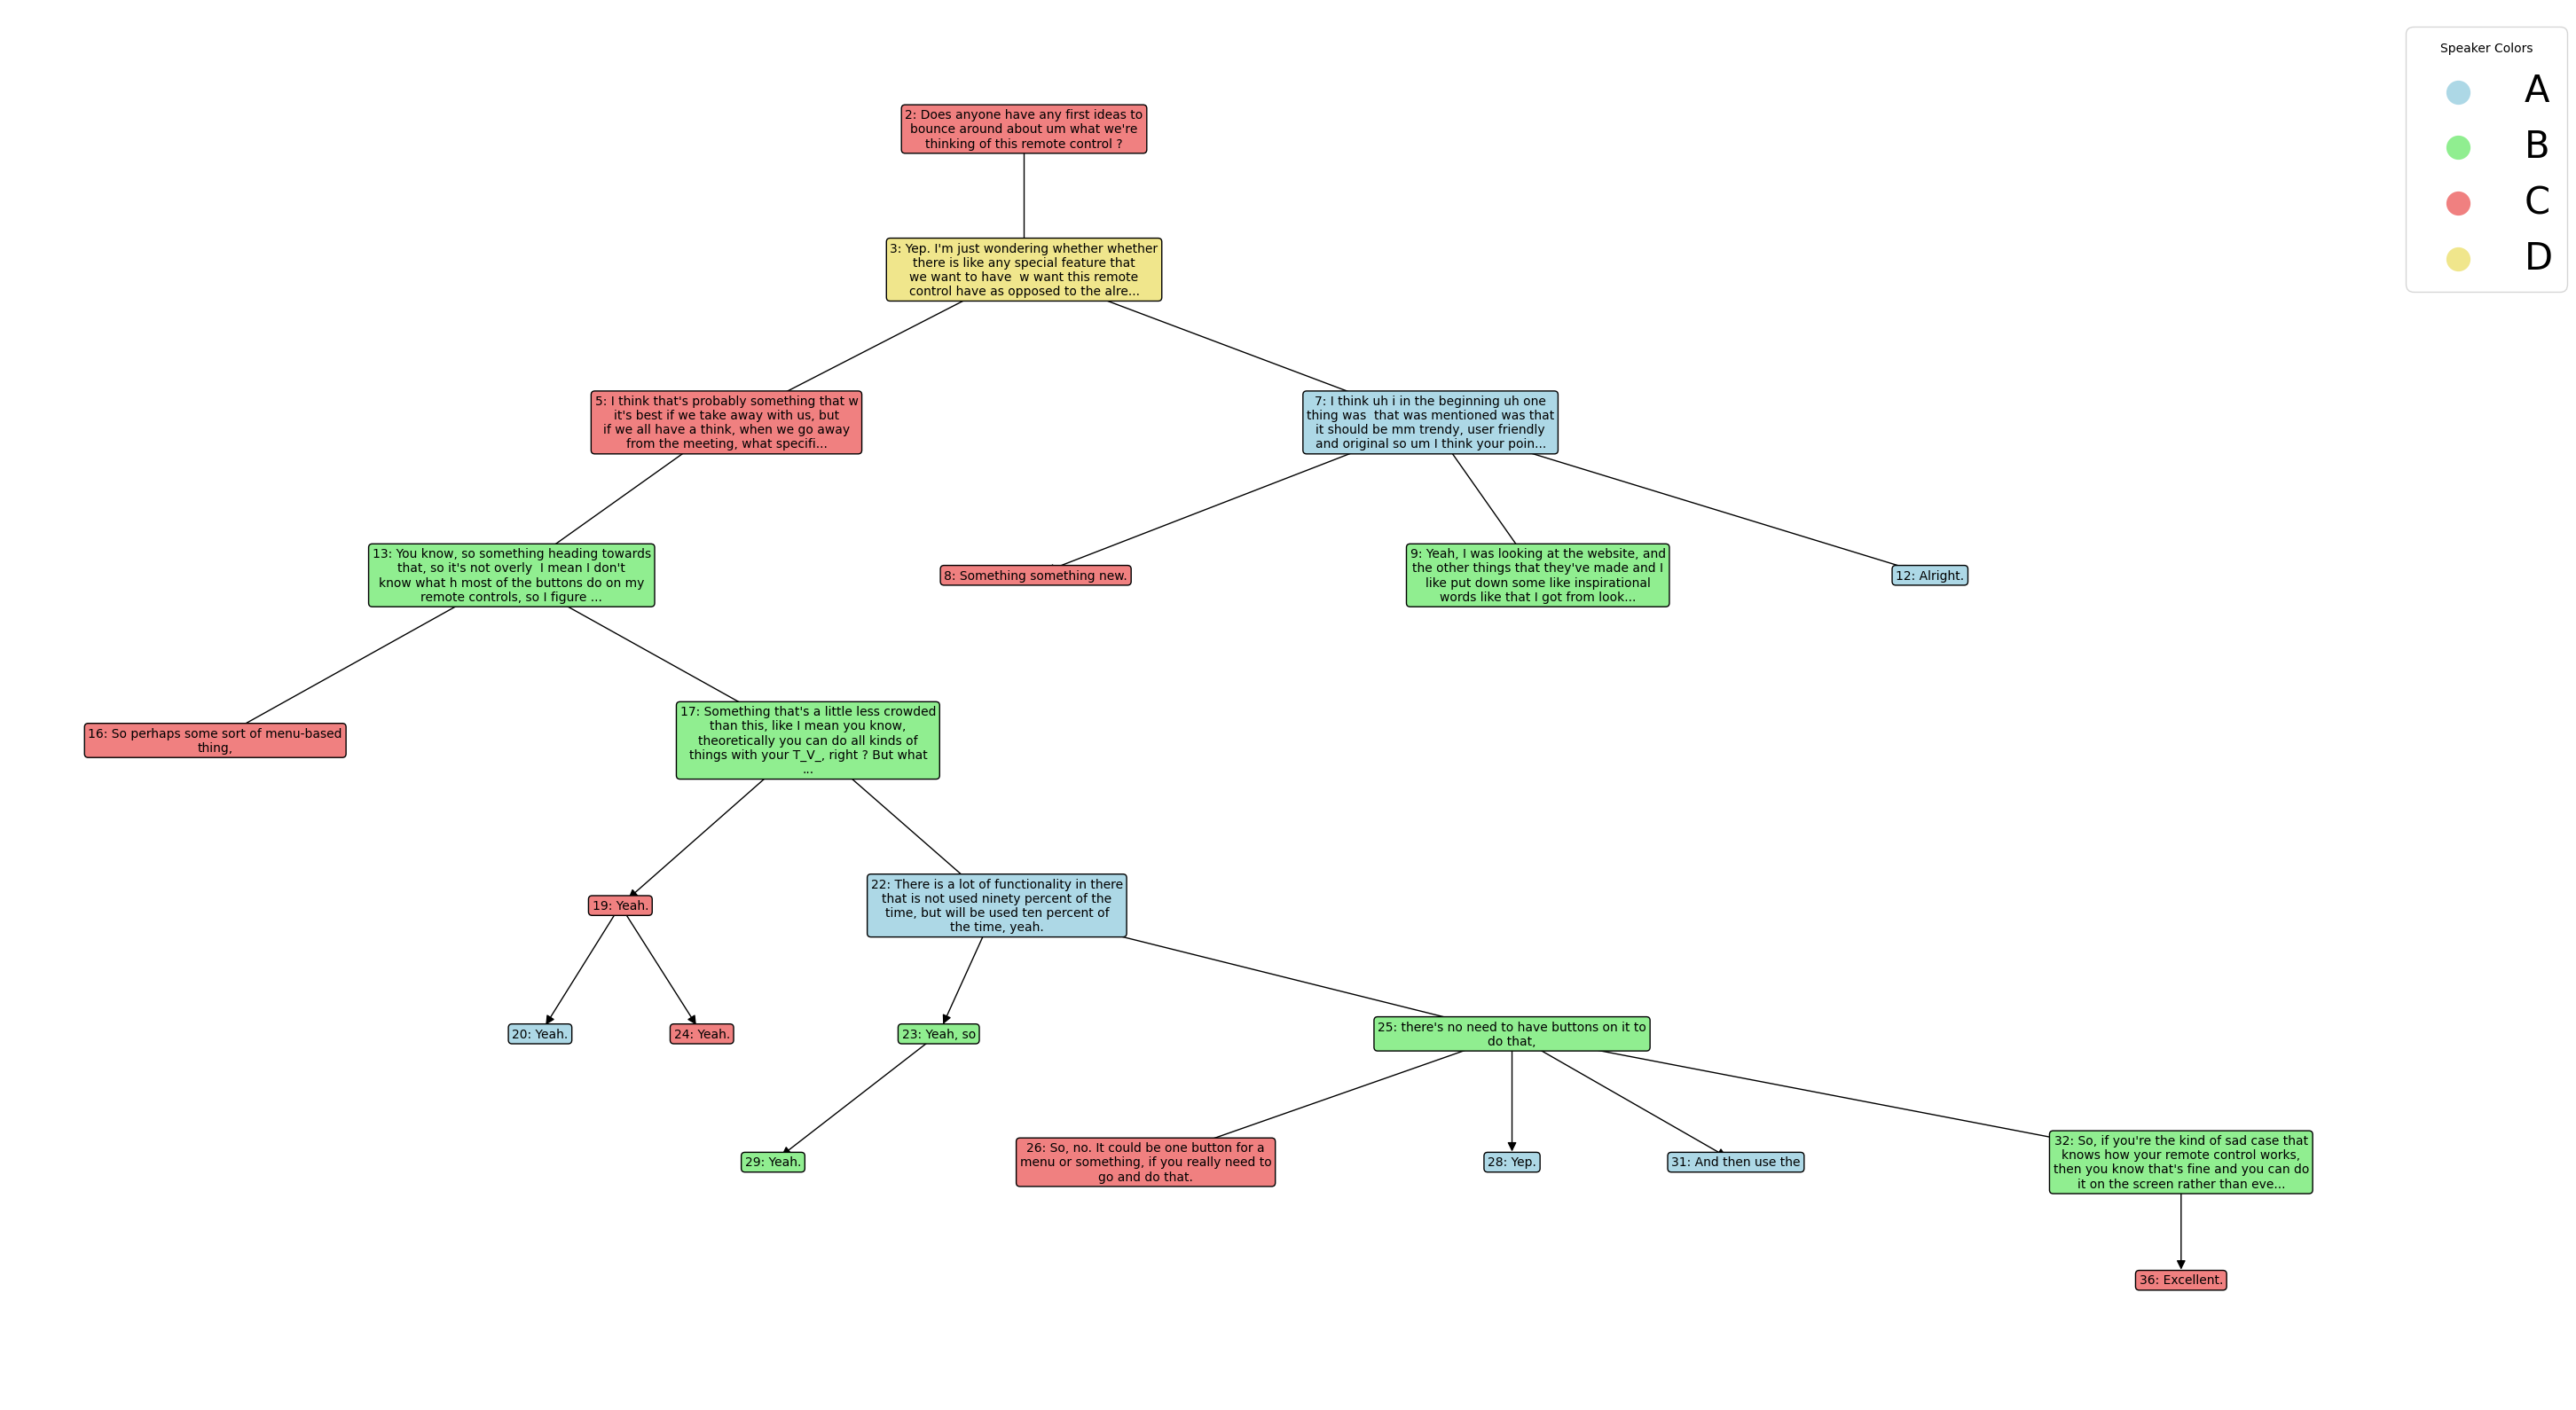 Speaker Colors
A
B
C
D
2: Does anyone have any first ideas to
bounce around about um what we're
thinking of this remote control ?
3: Yep. I'm just wondering whether whether
there is like any special feature that
we want to have  w want this remote
control have as opposed to the alre...
5: I think that's probably something that w
it's best if we take away with us, but
if we all have a think, when we go away
from the meeting, what specifi...
7: I think uh i in the beginning uh one
thing was  that was mentioned was that
it should be mm trendy, user friendly
and original so um I think your poin...
13: You know, so something heading towards
that, so it's not overly  I mean I don't
know what h most of the buttons do on my
remote controls, so I figure ...
8: Something something new.
9: Yeah, I was looking at the website, and
the other things that they've made and I
like put down some like inspirational
words like that I got from look...
12: Alright.
16: So perhaps some sort of menu-based
thing,
17: Something that's a little less crowded
than this, like I mean you know,
theoretically you can do all kinds of
things with your T_V_, right ? But what
...
19: Yeah.
22: There is a lot of functionality in there
that is not used ninety percent of the
time, but will be used ten percent of
the time, yeah.
20: Yeah.
24: Yeah.
23: Yeah, so
25: there's no need to have buttons on it to
do that,
29: Yeah.
26: So, no. It could be one button for a
menu or something, if you really need to
go and do that.
28: Yep.
31: And then use the
32: So, if you're the kind of sad case that
knows how your remote control works,
then you know that's fine and you can do
it on the screen rather than eve...
36: Excellent.